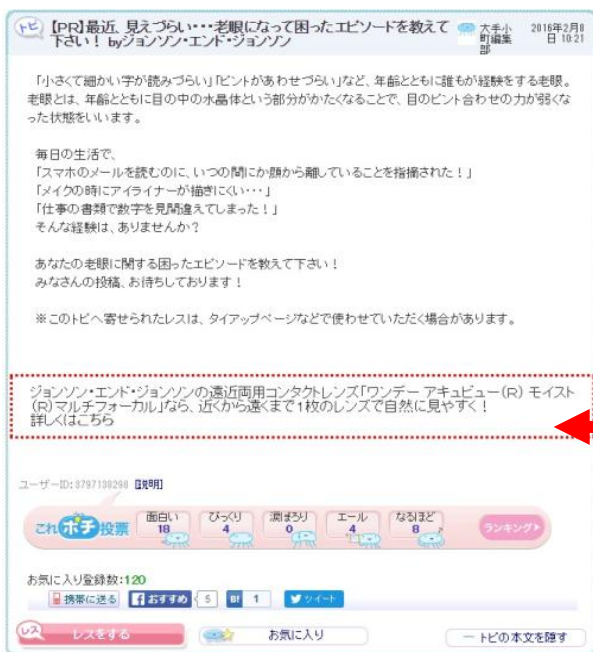 トピ
【PR】最近、見えづらい・・・老眼になって困ったエピソードを教えて
下さい！ byジョンソン・エンド・ジョンソン
大手小
町編集
部
2016年2月8
日 10:21
「小さくて細かい字が読みづらい」「ピントがあわせづらい」など、年齢とともに誰もが経験をする老眼。
老眼とは、年齢とともに目の中の水晶体という部分がかたくなることで、目のピント合わせの力が弱くな
った状態をいいます。
毎日の生活で、
「スマホのメールを読むのに、いつの間にか顔から離していることを指摘された！」
「メイクの時にアイライナーが描きにくい・・・」
「仕事の書類で数字を見間違えてしまった！」
そんな経験は、ありませんか？
あなたの老眼に関する困ったエピソードを教えて下さい！
みなさんの投稿、お待ちしております！
※このトピへ寄せられたレスは、タイアップページなどで使わせていただく場合があります。
ジョンソン・エンド・ジョンソンの遠近両用コンタクトレンズ「ワンデー アキュビュー(R) モイスト
(R)マルチフォーカル」なら、近くから遠くまで1枚のレンズで自然に見やすく！
詳しくはこちら
ユーザーID:3797138298 [説明]
これポチ投票
面白い 18
びっくり 4
涙ぽろり 0
エール 4
なるほど 8
ランキング
お気に入り登録数:120
携帯に送る
おすすめ 5
B! 1
ツイート
レス レスをする
お気に入り
－ トピの本文を隠す